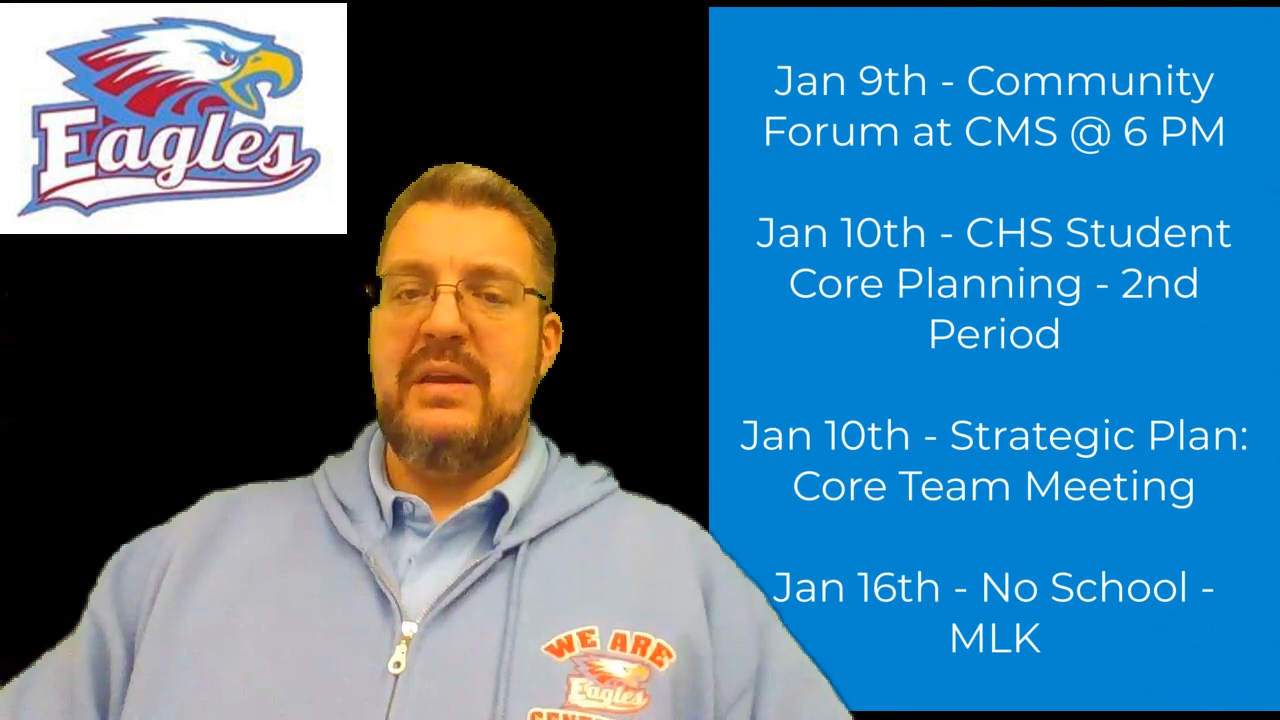 Eagles
Jan 9th - Community
Forum at CMS @ 6 PM
Jan 10th - CHS Student
Core Planning - 2nd
Period
Jan 10th - Strategic Plan:
Core Team Meeting
Jan 16th - No School -
MLK
WE ARE
Eagles